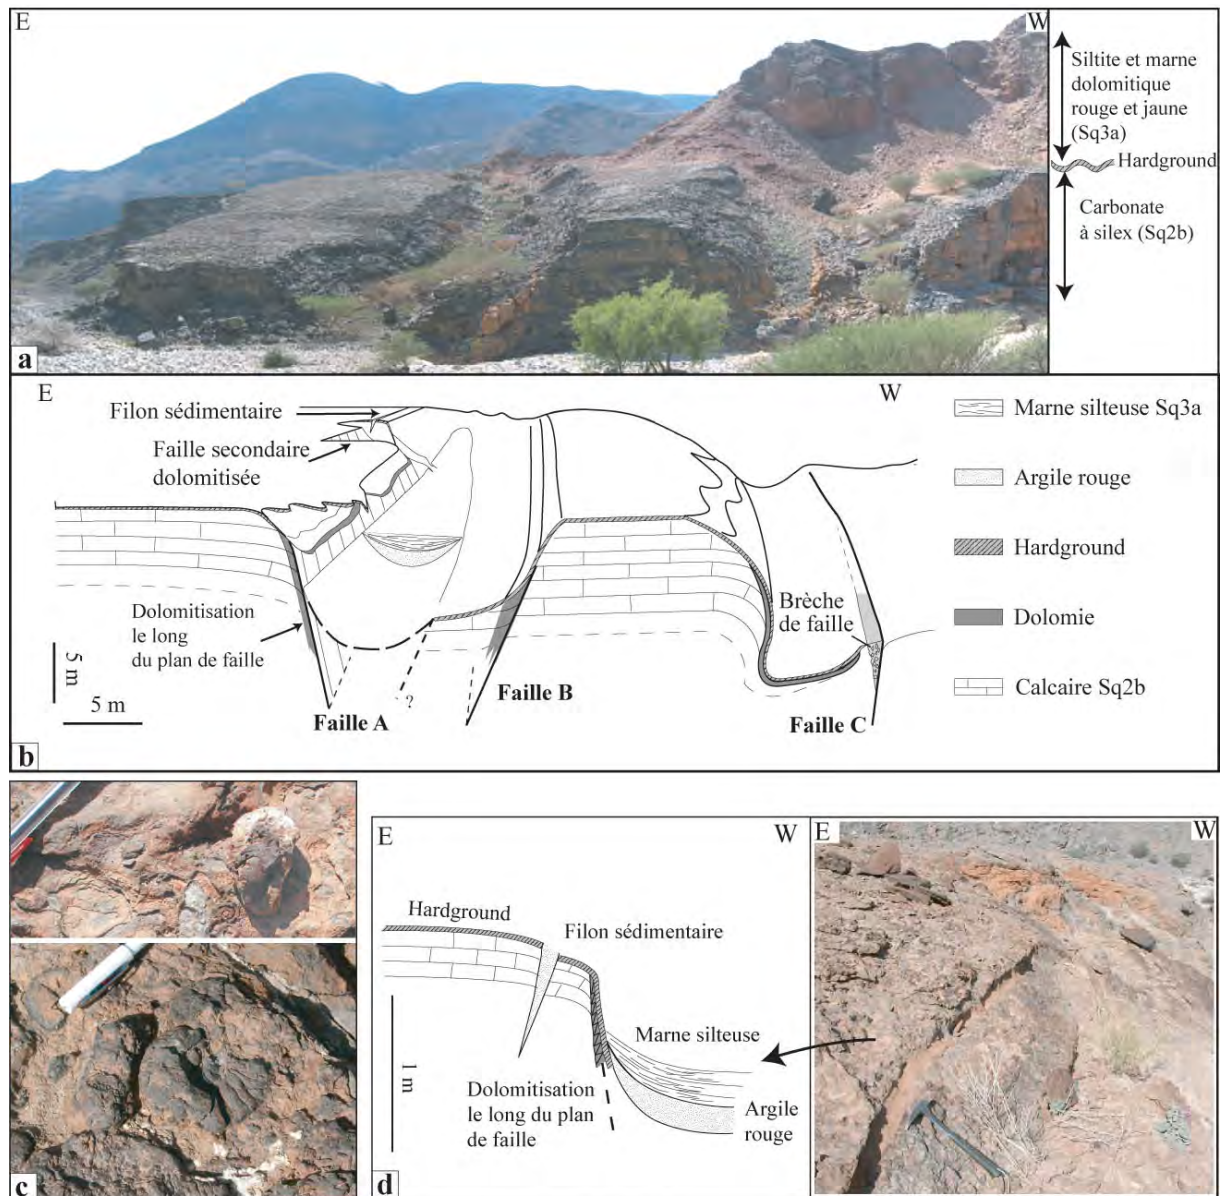 E
W
Siltite et marne
dolomitique
rouge et jaune
(Sq3a)
Hardground
Carbonate
à silex (Sq2b)
a
E
W
Filon sédimentaire
Faille secondaire
dolomitisée
Dolomitisation
le long
du plan de faille
5 m
5 m
Faille A
?
Faille B
Brèche
de faille
Faille C
Marne silteuse Sq3a
Argile rouge
Hardground
Dolomie
Calcaire Sq2b
b
c
E
W
Hardground
Filon sédimentaire
Marne silteuse
1 m
Dolomitisation
le long du plan
de faille
Argile
rouge
d
E
W